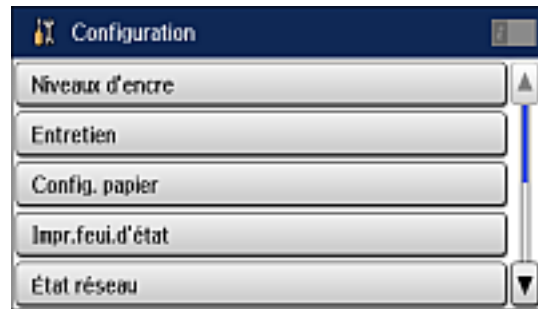 Configuration
Niveaux d'encre
Entretien
Config. papier
Impr.feui.d'état
État réseau